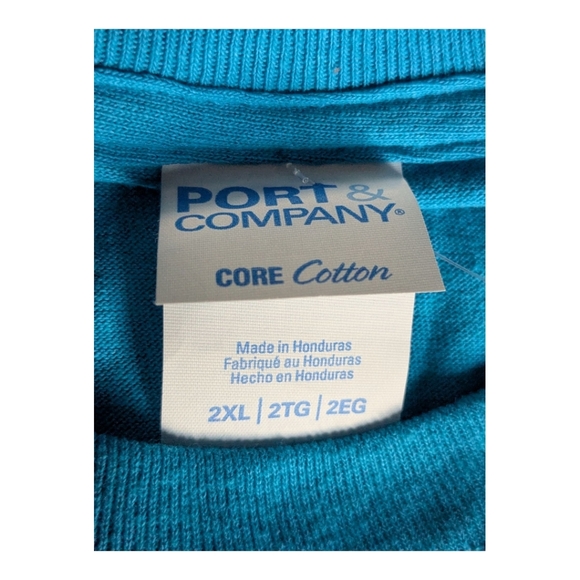 PORT &
COMPANY®
CORE Cotton
Made in Honduras
Fabriqué au Honduras
Hecho en Honduras
2XL | 2TG | 2EG